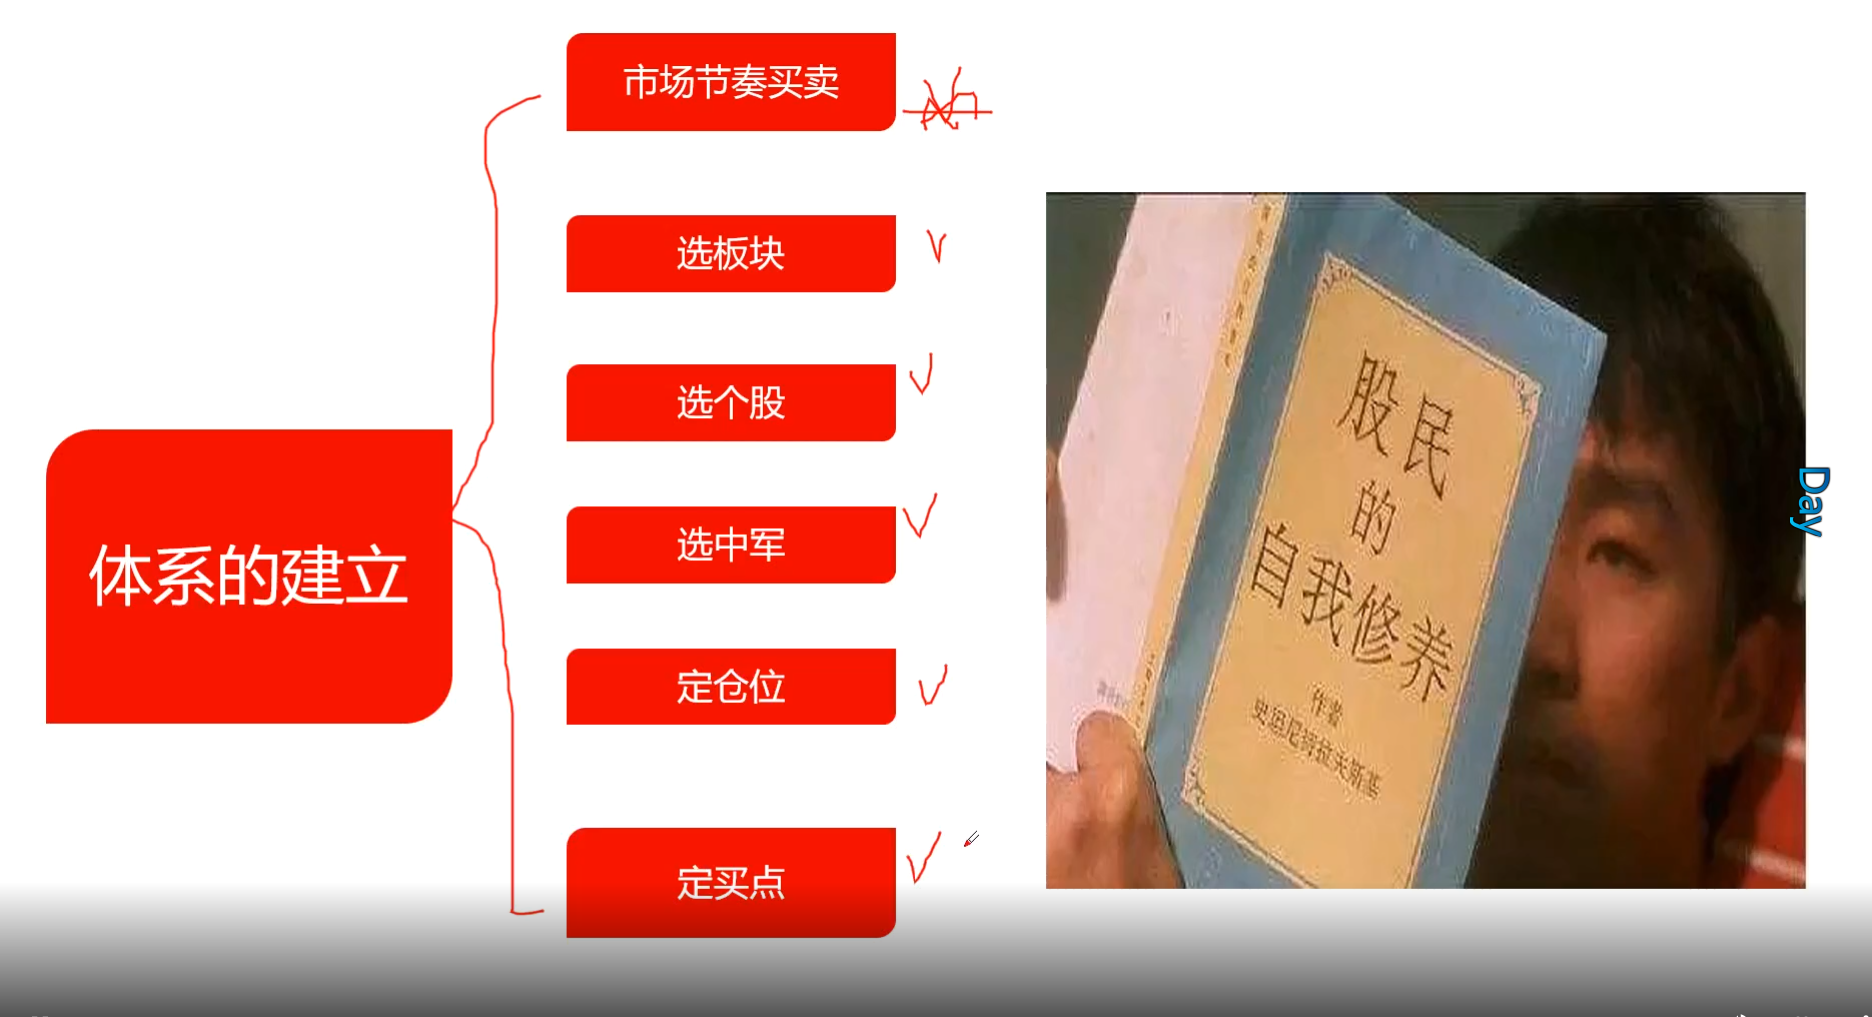 市场节奏买卖
选板块
选个股
选中军
定仓位
定买点
体系的建立
股民
的
自我修养
作者
史迢尼斯拉夫斯基
Day